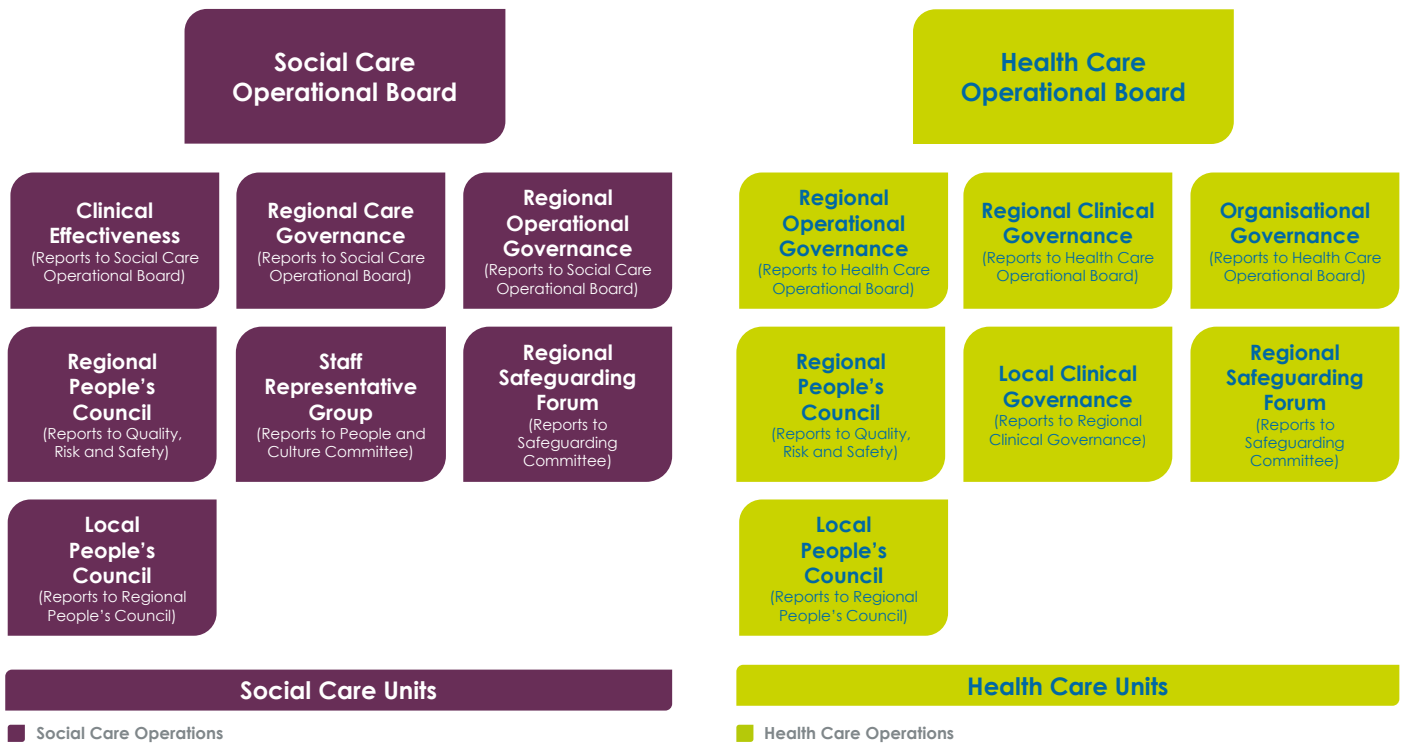 Social Care
Operational Board
Health Care
Operational Board
Clinical
Effectiveness
(Reports to Social Care
Operational Board)
Regional Care
Governance
(Reports to Social Care
Operational Board)
Regional
Operational
Governance
(Reports to Social Care
Operational Board)
Regional
Operational
Governance
(Reports to Health Care
Operational Board)
Regional Clinical
Governance
(Reports to Health Care
Operational Board)
Organisational
Governance
(Reports to Health Care
Operational Board)
Regional
People’s
Council
(Reports to Quality,
Risk and Safety)
Staff
Representative
Group
(Reports to People and
Culture Committee)
Regional
Safeguarding
Forum
(Reports to
Safeguarding
Committee)
Regional
People’s
Council
(Reports to Quality,
Risk and Safety)
Local Clinical
Governance
(Reports to Regional
Clinical Governance)
Regional
Safeguarding
Forum
(Reports to
Safeguarding
Committee)
Local
People’s
Council
(Reports to Regional
People’s Council)
Local
People’s
Council
(Reports to Regional
People’s Council)
Social Care Units
Health Care Units
Social Care Operations
Health Care Operations